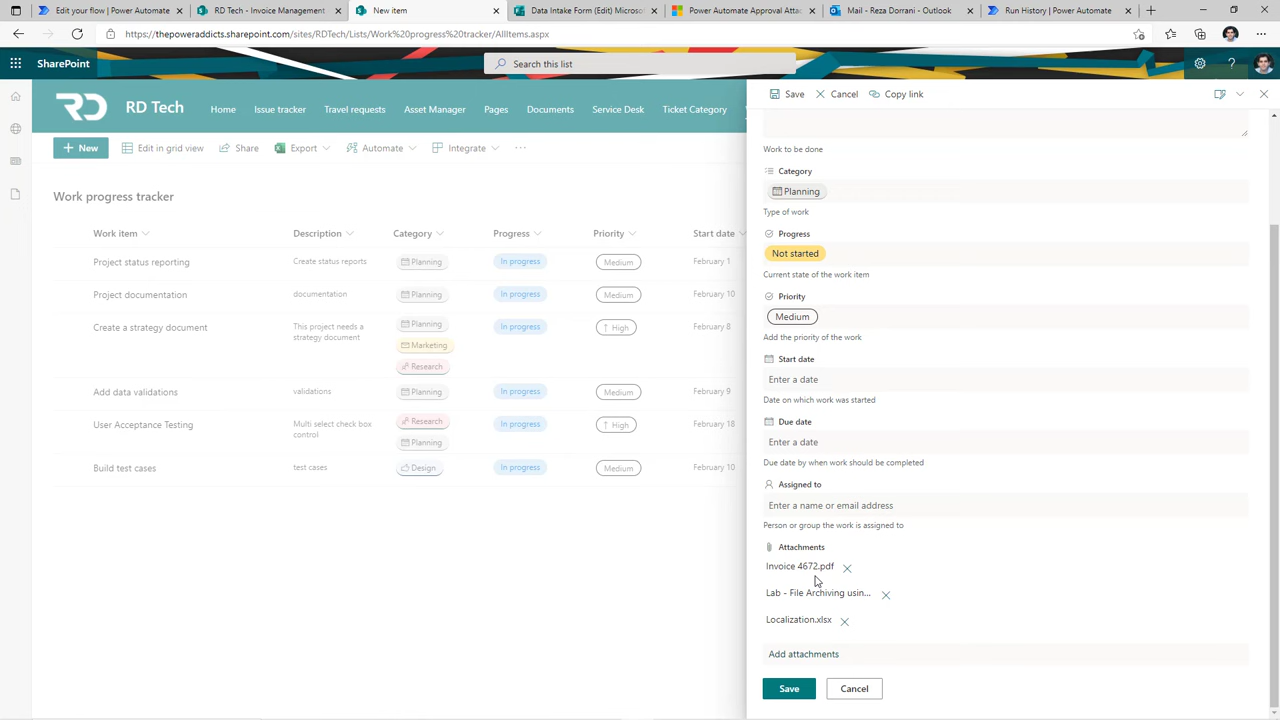 Edit your flow | Power Automate
RD Tech - Invoice Management
New item
Data Intake Form (Edit) Microsof
Power Automate Approval Attac
Mail - Reza Dorrani - Outlook
Run History | Power Automate
https://thepoweraddicts.com/sites/RDTech/Lists/Work%20progress%20tracker/AllItems.aspx
SharePoint
Search this list
RD
RD Tech
Home
Issue tracker
Travel requests
Asset Manager
Pages
Documents
Service Desk
Ticket Category
New
Edit in grid view
Share
Export
Automate
Integrate
Work progress tracker
Work item
Description
Category
Progress
Priority
Start date
Project status reporting
Create status reports
Planning
In progress
Medium
February 1
Project documentation
documentation
Planning
In progress
Medium
February 10
Create a strategy document
This project needs a
strategy document
Planning
Marketing
Research
In progress
High
February 8
Add data validations
validations
Planning
In progress
Medium
February 9
User Acceptance Testing
Multi select check box
control
Research
Planning
In progress
High
February 18
Build test cases
test cases
Design
In progress
Medium
February 10
Save
Cancel
Copy link
Work to be done
Category
Planning
Type of work
Progress
Not started
Current state of the work item
Priority
Medium
Add the priority of the work
Start date
Enter a date
Date on which work was started
Due date
Enter a date
Due date by when work should be completed
Assigned to
Enter a name or email address
Person or group the work is assigned to
Attachments
Invoice 4672.pdf
Lab - File Archiving usin...
Localization.xlsx
Add attachments
Save
Cancel